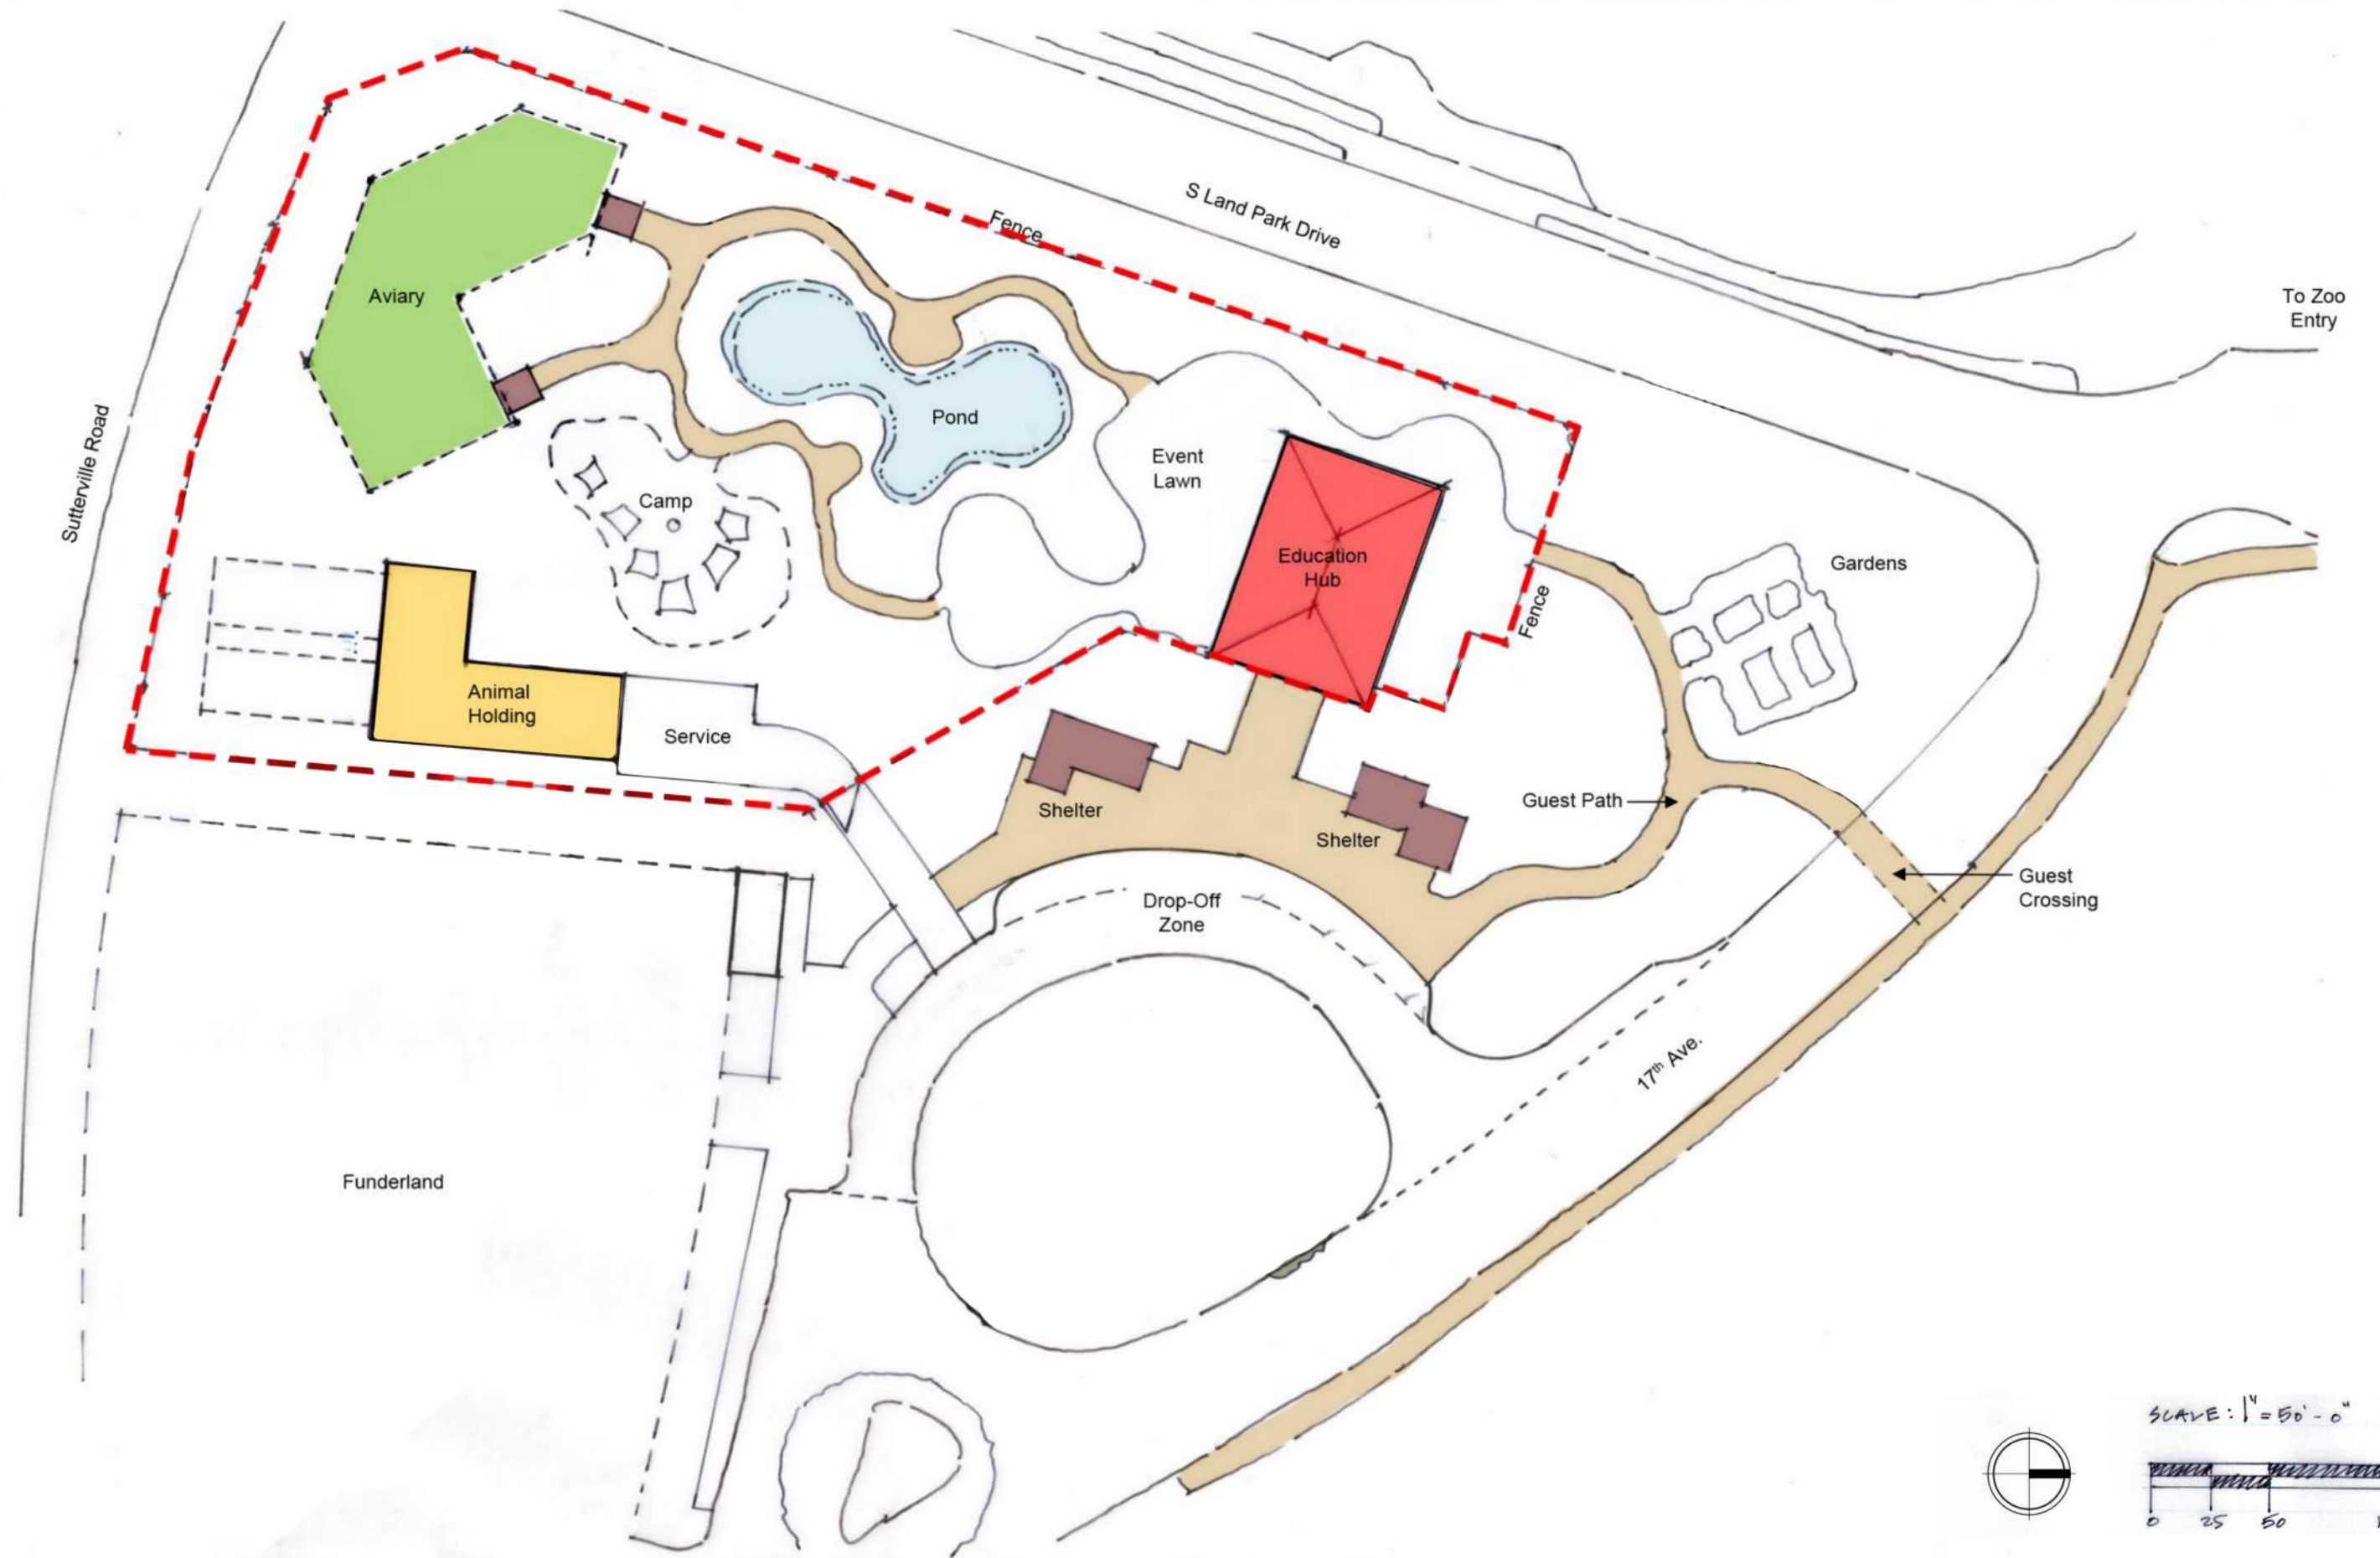 S Land Park Drive
Fence
To Zoo
Entry
Aviary
Pond
Event
Lawn
Sutterville Road
Camp
Education
Hub
Gardens
Fence
Animal
Holding
Service
Shelter
Guest Path
Shelter
Guest
Crossing
Drop-Off
Zone
17th Ave.
Funderland
SCALE: 1" = 50' - 0"
0 25 50